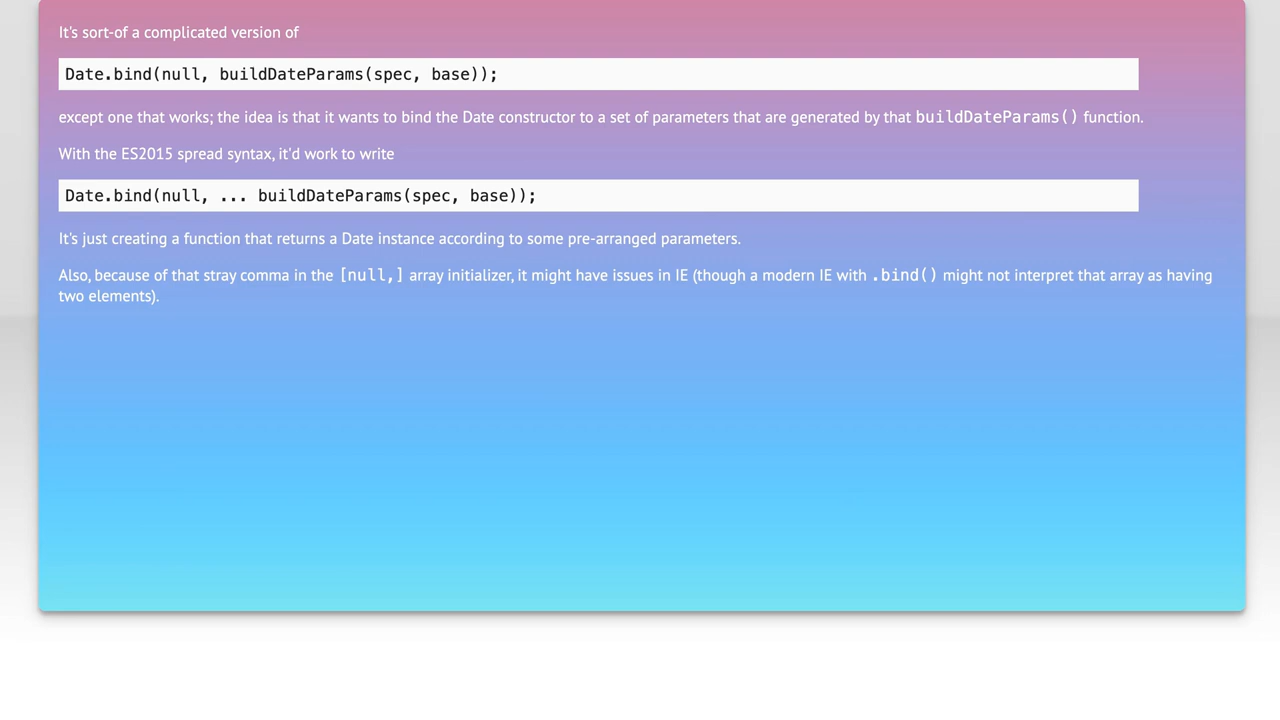 It's sort-of a complicated version of
Date.bind(null, buildDateParams(spec, base));
except one that works; the idea is that it wants to bind the Date constructor to a set of parameters that are generated by that buildDateParams() function.
With the ES2015 spread syntax, it'd work to write
Date.bind(null, ... buildDateParams(spec, base));
It's just creating a function that returns a Date instance according to some pre-arranged parameters.
Also, because of that stray comma in the [null,] array initializer, it might have issues in IE (though a modern IE with .bind() might not interpret that array as having
two elements).